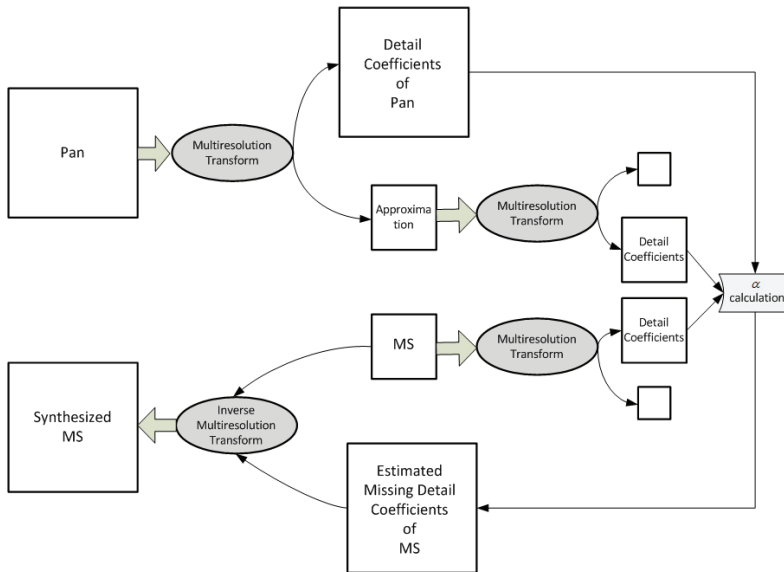 Detail
Coefficients
of
Pan
Pan
Multiresolution
Transform
Approxima
tion
Multiresolution
Transform
Detail
Coefficients
α
calculation
MS
Multiresolution
Transform
Detail
Coefficients
Synthesized
MS
Inverse
Multiresolution
Transform
Estimated
Missing Detail
Coefficients
of
MS